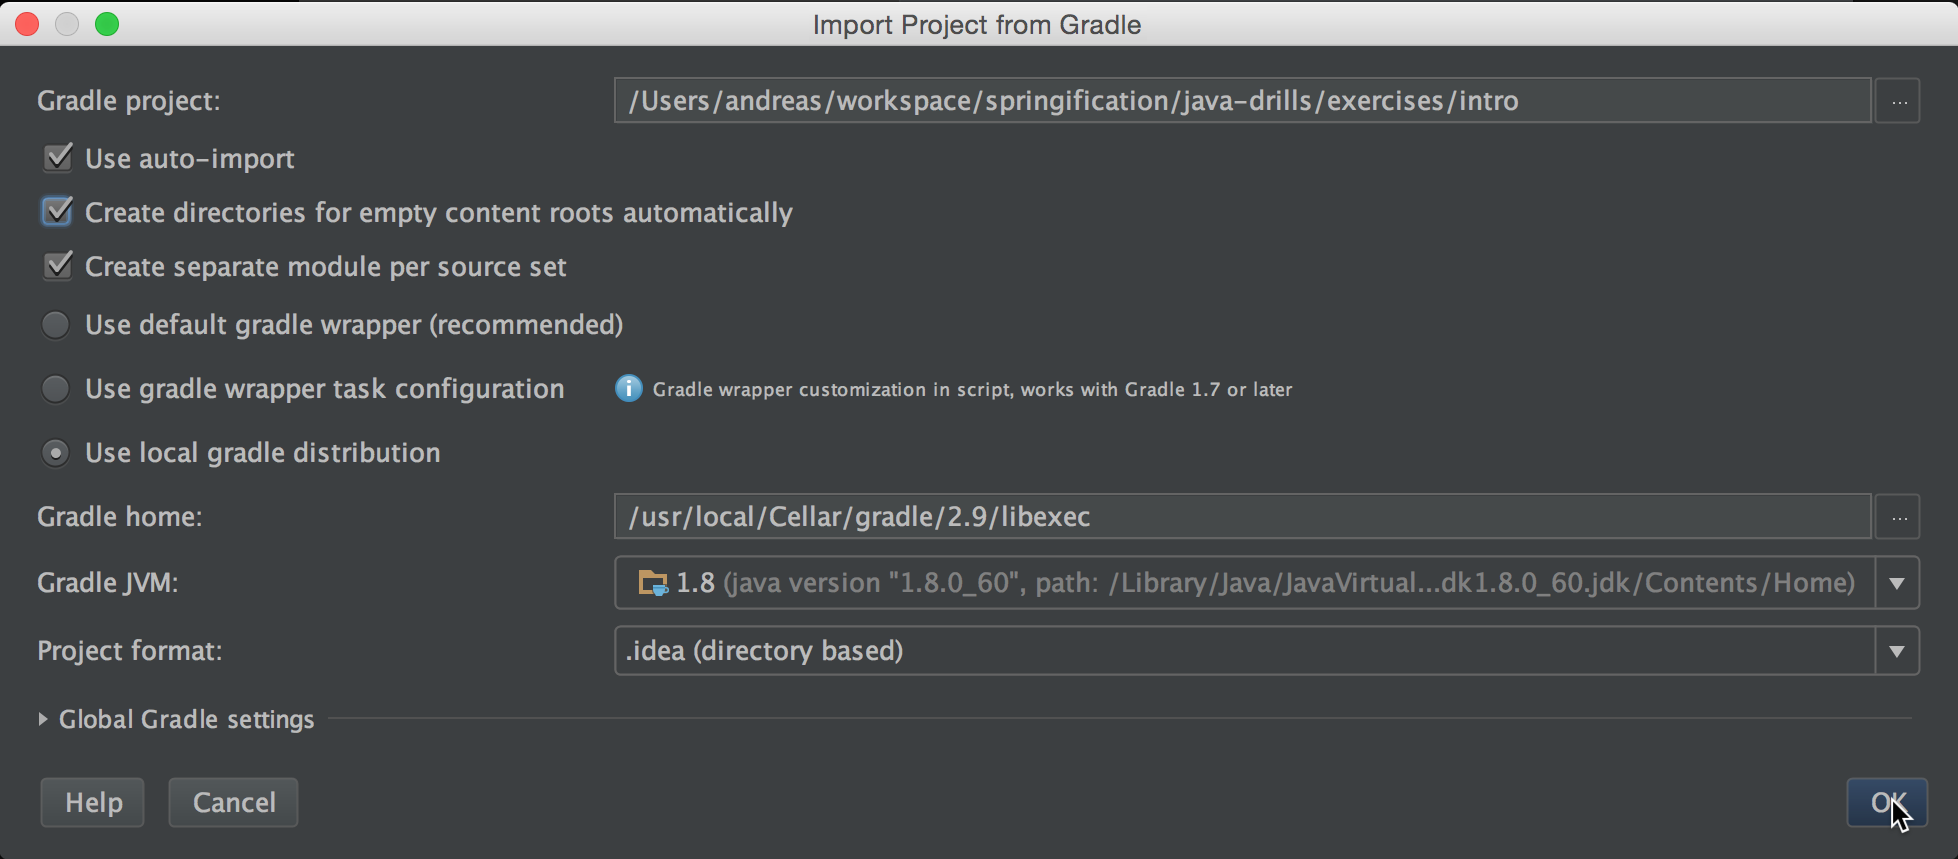 Import Project from Gradle
Gradle project: /Users/andreas/workspace/springification/java-drills/exercises/intro ...
Use auto-import
Create directories for empty content roots automatically
Create separate module per source set
Use default gradle wrapper (recommended)
Use gradle wrapper task configuration Gradle wrapper customization in script, works with Gradle 1.7 or later
Use local gradle distribution
Gradle home: /usr/local/Cellar/gradle/2.9/libexec ...
Gradle JVM: 1.8 (java version "1.8.0_60", path: /Library/Java/JavaVirtual...dk1.8.0_60.jdk/Contents/Home)
Project format: .idea (directory based)
Global Gradle settings
Help Cancel OK